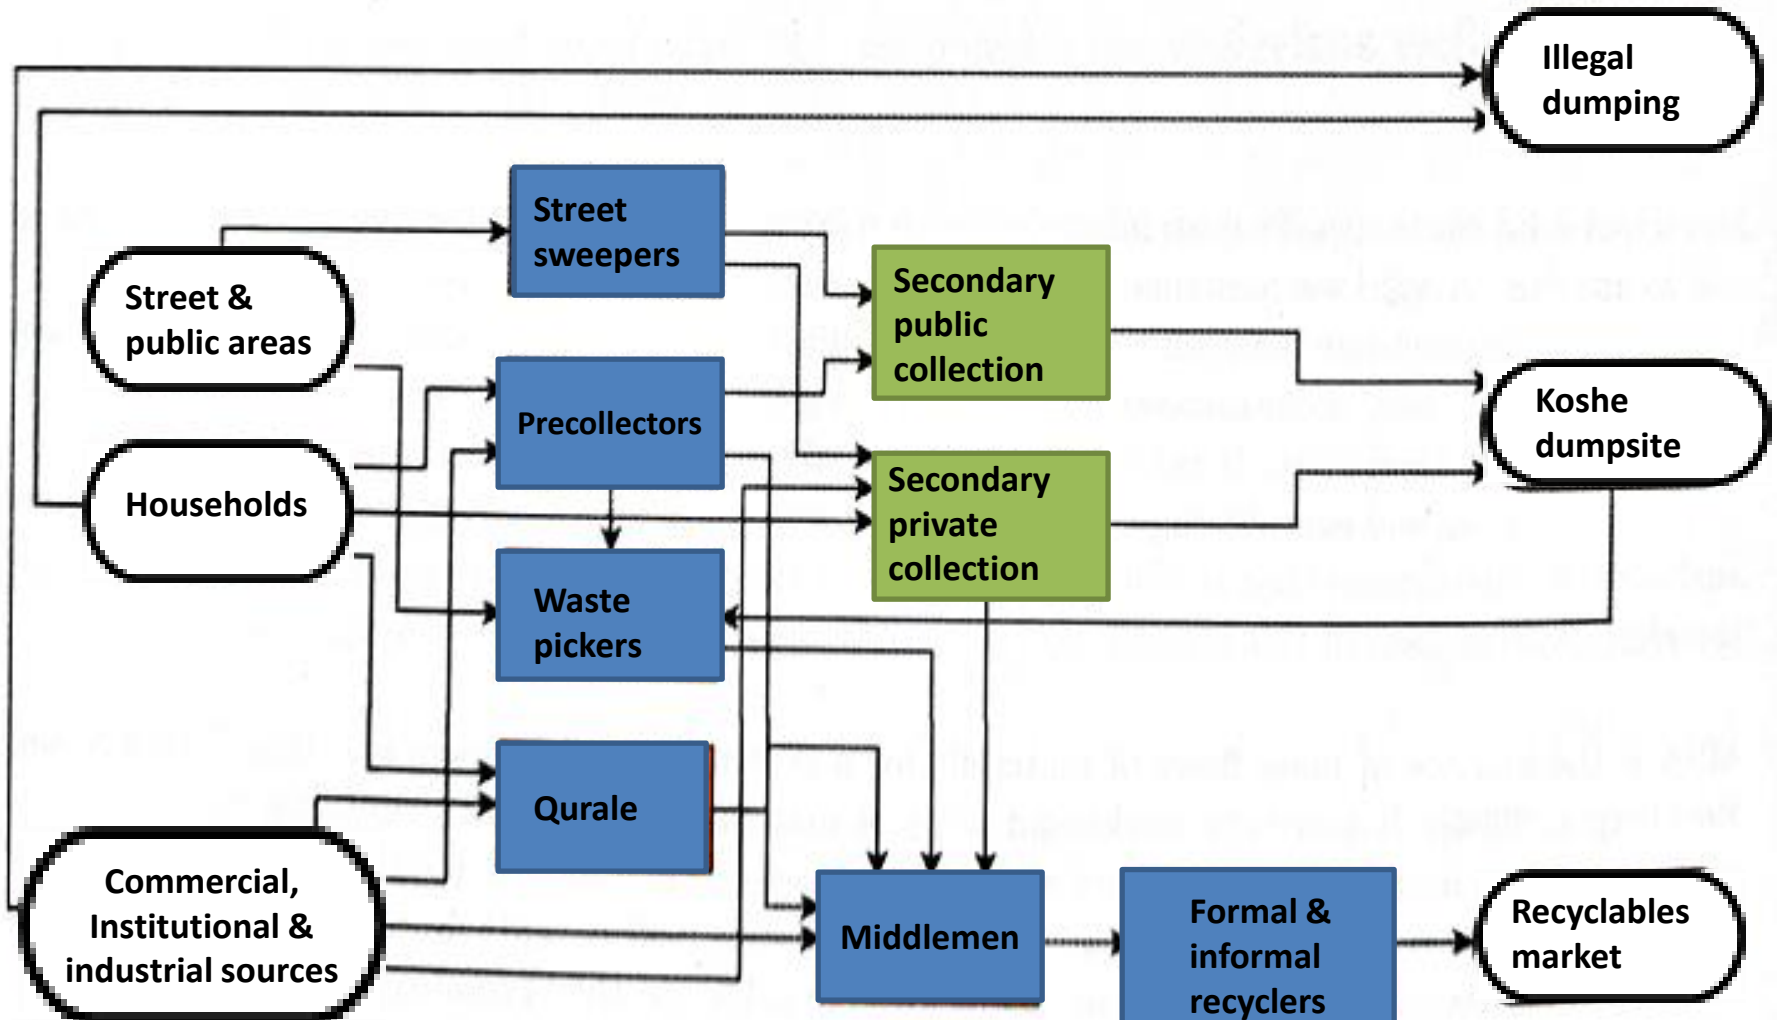 Illegal
dumping
Street
sweepers
Street &
public areas
Secondary
public
collection
Precollectors
Koshe
dumpsite
Households
Secondary
private
collection
Waste
pickers
Qurale
Commercial,
Institutional &
industrial sources
Middlemen
Formal &
informal
recyclers
Recyclables
market